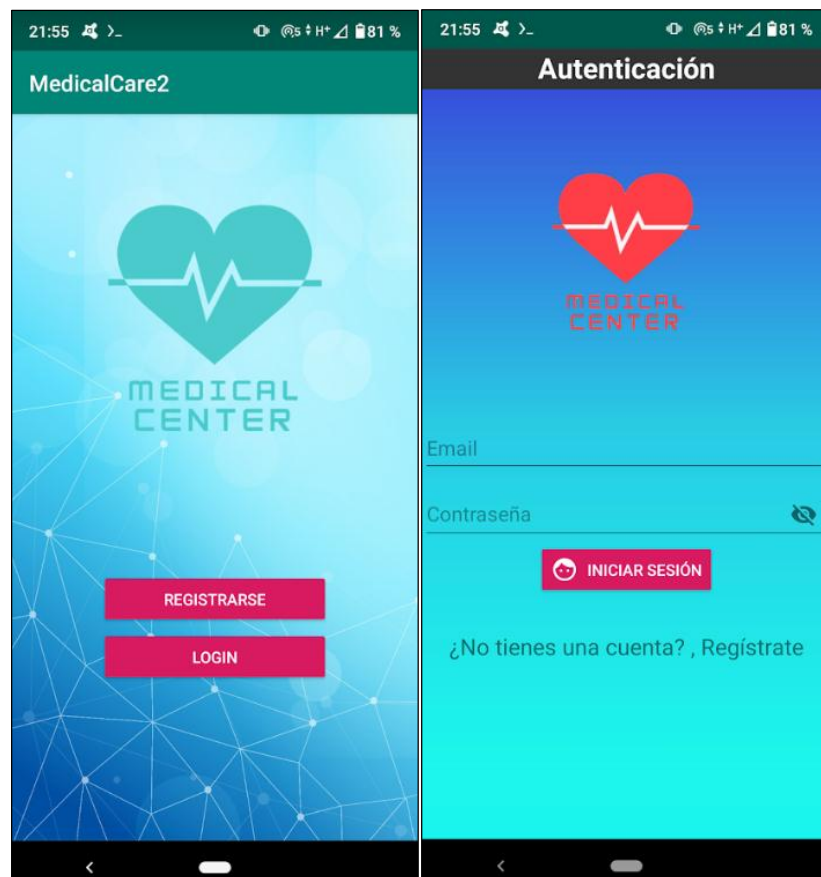 21:55
H+ 81 %
MedicalCare2
MEDICAL
CENTER
REGISTRARSE
LOGIN
21:55
H+ 81 %
Autenticación
MEDICAL
CENTER
Email
Contraseña
INICIAR SESIÓN
¿No tienes una cuenta? , Regístrate